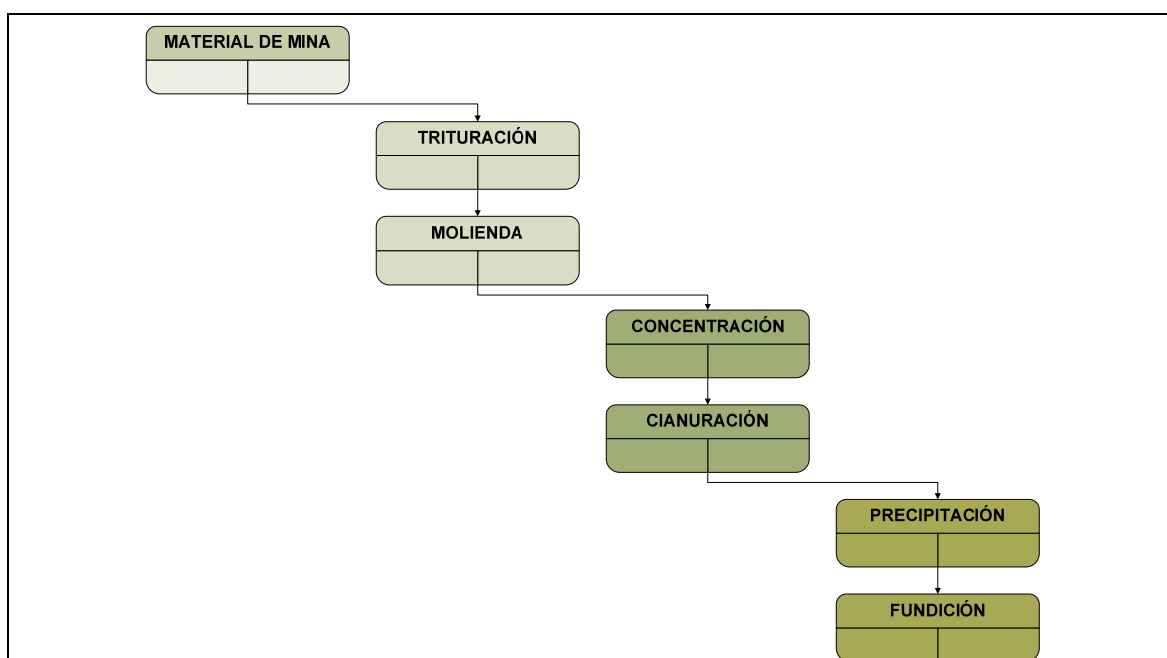 MATERIAL DE MINA
TRITURACIÓN
MOLIENDA
CONCENTRACIÓN
CIANURACIÓN
PRECIPITACIÓN
FUNDICIÓN